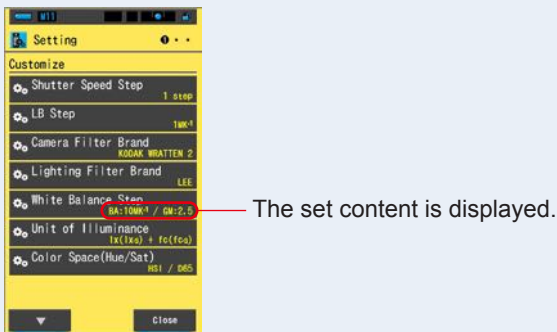 M11
Setting
Customize
Shutter Speed Step
1 step
LB Step
1MK⁻¹
Camera Filter Brand
KODAK WRATTEN 2
Lighting Filter Brand
LEE
White Balance Step
BA:10MK⁻¹ / GM:2.5
The set content is displayed.
Unit of Illuminance
lx(lxs) + fc(fcs)
Color Space(Hue/Sat)
HSI / D65
▼
Close